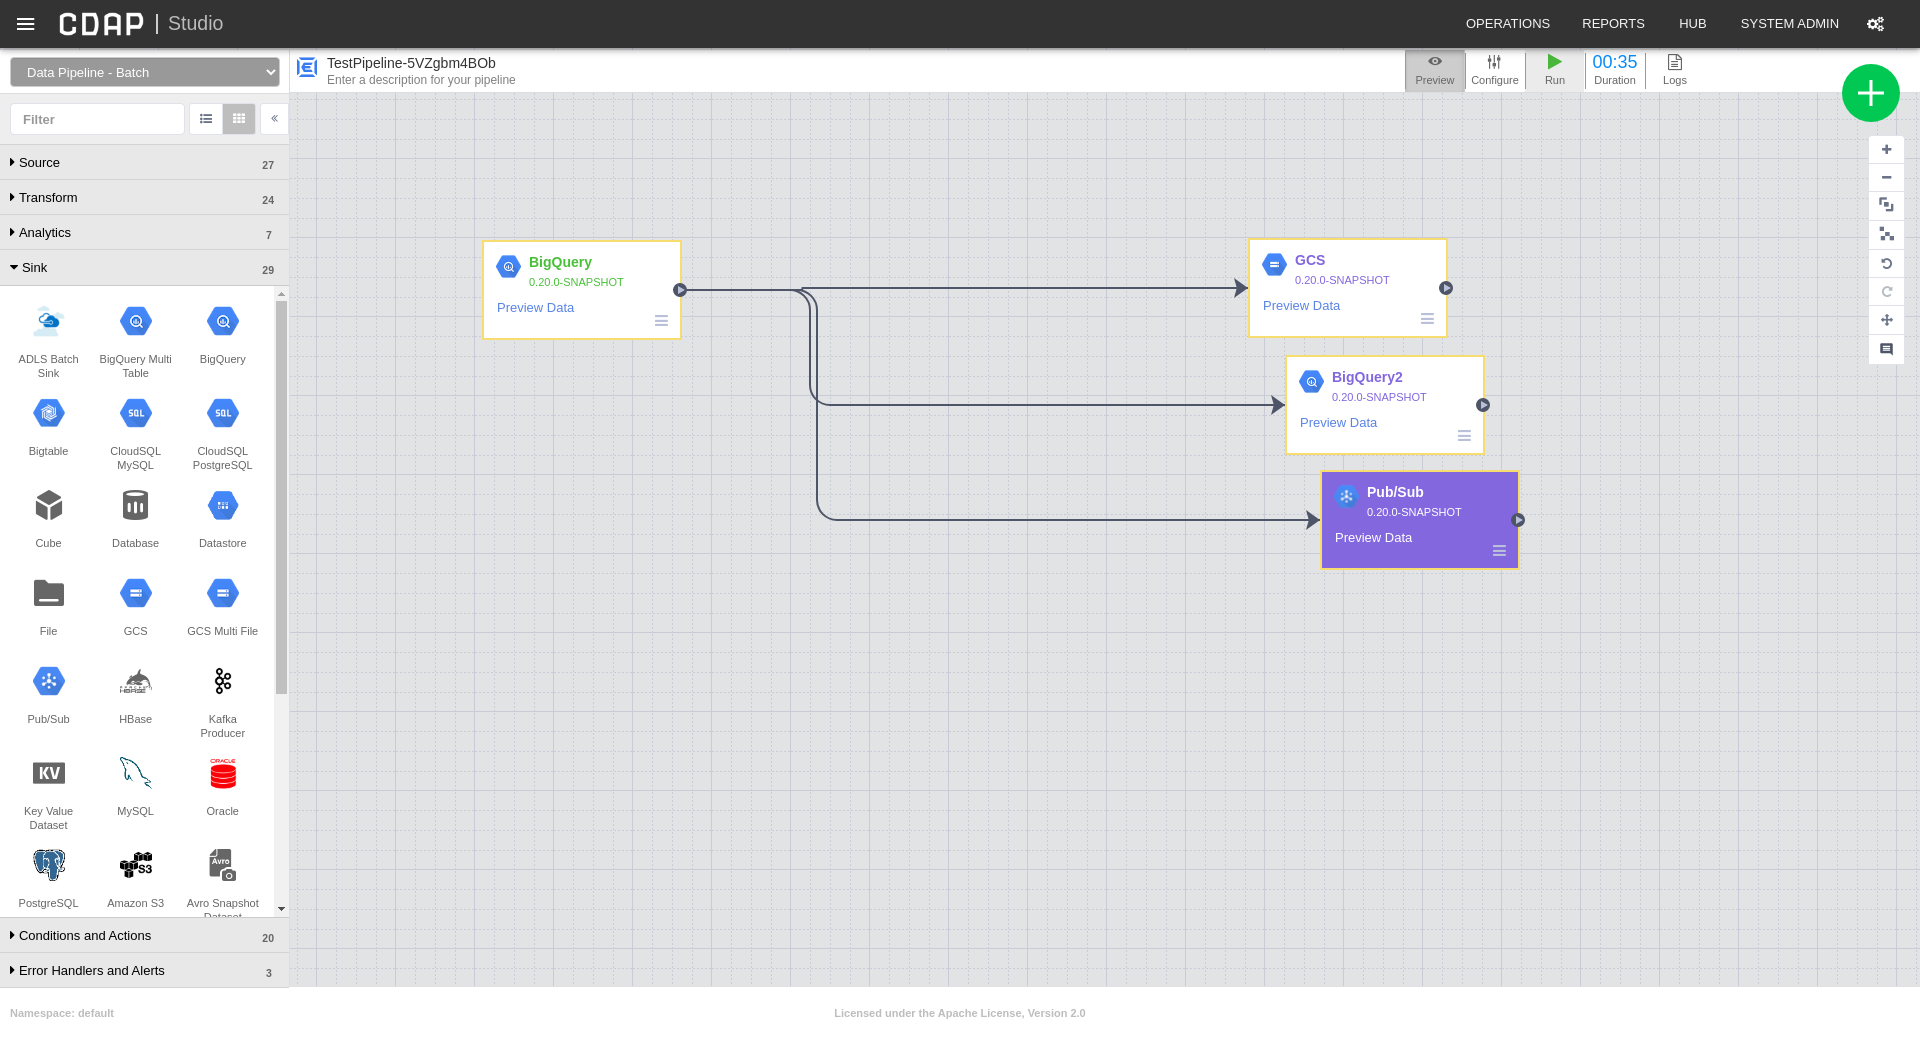 CDAP | Studio
OPERATIONS
REPORTS
HUB
SYSTEM ADMIN
Data Pipeline - Batch
TestPipeline-5VZgbm4BOb
Enter a description for your pipeline
Preview
Configure
Run
00:35
Duration
Logs
Filter
Source 27
Transform 24
Analytics 7
Sink 29
ADLS Batch
Sink
BigQuery Multi
Table
BigQuery
Bigtable
SQL
CloudSQL
MySQL
SQL
CloudSQL
PostgreSQL
Cube
Database
Datastore
File
GCS
GCS Multi File
Pub/Sub
HBASE
HBase
Kafka
Producer
KV
Key Value
Dataset
MySQL
ORACLE
Oracle
PostgreSQL
S3
Amazon S3
Avro
Avro Snapshot
Dataset
Conditions and Actions 20
Error Handlers and Alerts 3
BigQuery
0.20.0-SNAPSHOT
Preview Data
GCS
0.20.0-SNAPSHOT
Preview Data
BigQuery2
0.20.0-SNAPSHOT
Preview Data
Pub/Sub
0.20.0-SNAPSHOT
Preview Data
Namespace: default
Licensed under the Apache License, Version 2.0